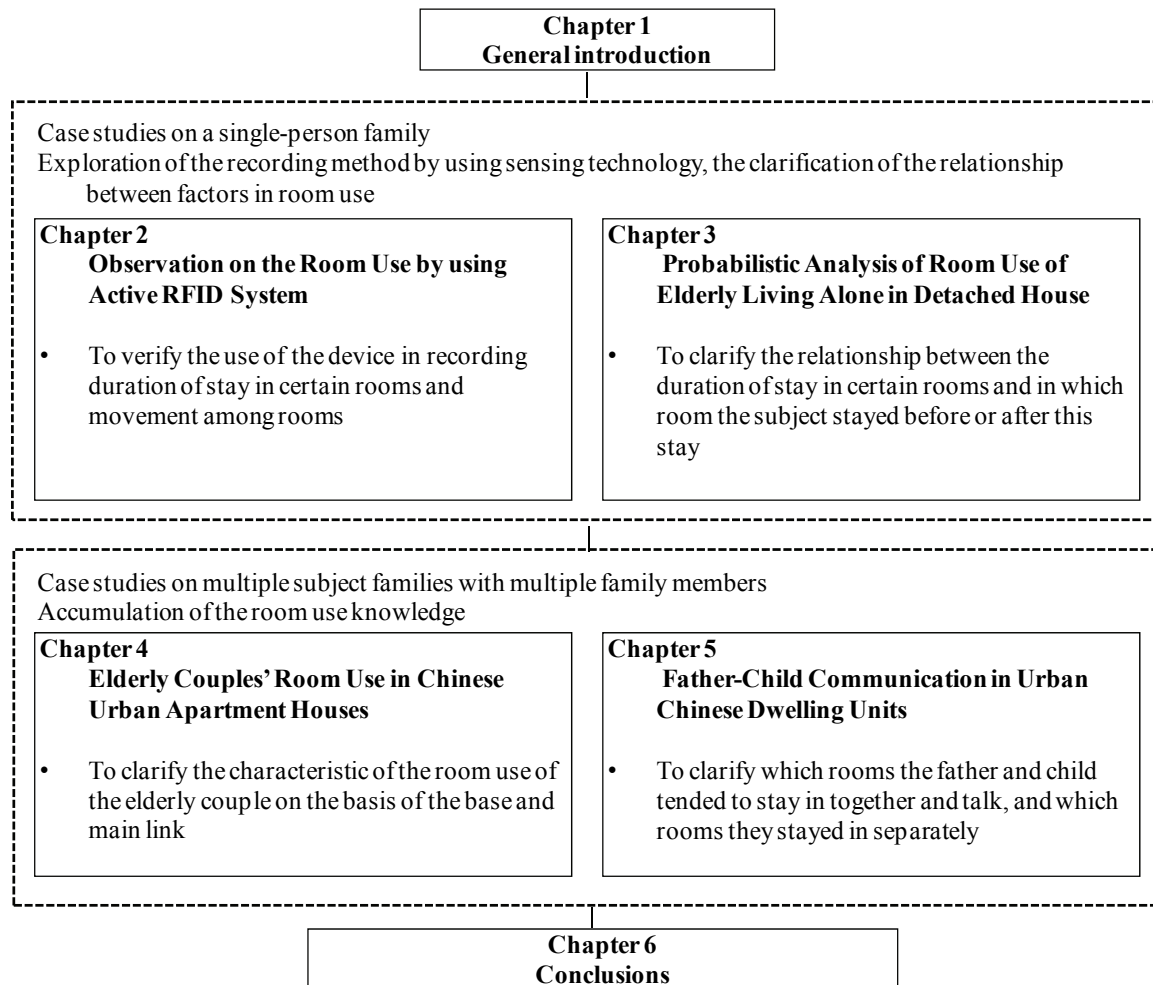 Chapter 1
General introduction
Case studies on a single-person family
Exploration of the recording method by using sensing technology, the clarification of the relationship
between factors in room use
Chapter 2
Observation on the Room Use by using
Active RFID System
• To verify the use of the device in recording
duration of stay in certain rooms and
movement among rooms
Chapter 3
Probabilistic Analysis of Room Use of
Elderly Living Alone in Detached House
• To clarify the relationship between the
duration of stay in certain rooms and in which
room the subject stayed before or after this
stay
Case studies on multiple subject families with multiple family members
Accumulation of the room use knowledge
Chapter 4
Elderly Couples’ Room Use in Chinese
Urban Apartment Houses
• To clarify the characteristic of the room use of
the elderly couple on the basis of the base and
main link
Chapter 5
Father-Child Communication in Urban
Chinese Dwelling Units
• To clarify which rooms the father and child
tended to stay in together and talk, and which
rooms they stayed in separately
Chapter 6
Conclusions